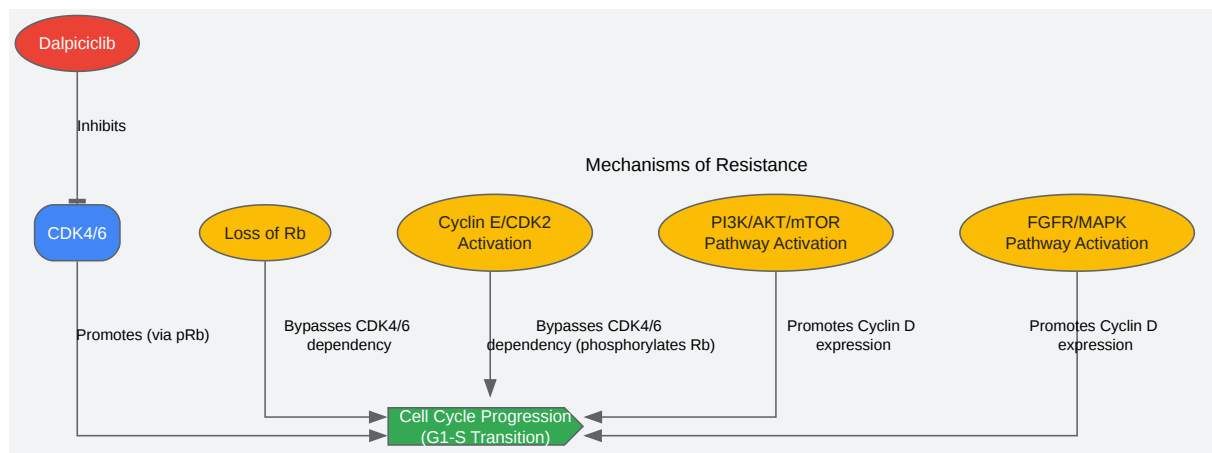 Dalpiciclib
Inhibits
Mechanisms of Resistance
CDK4/6
Loss of Rb
Cyclin E/CDK2
Activation
PI3K/AKT/mTOR
Pathway Activation
FGFR/MAPK
Pathway Activation
Promotes (via pRb)
Bypasses CDK4/6
dependency
Bypasses CDK4/6
dependency (phosphorylates Rb)
Promotes Cyclin D
expression
Promotes Cyclin D
expression
Cell Cycle Progression
(G1-S Transition)